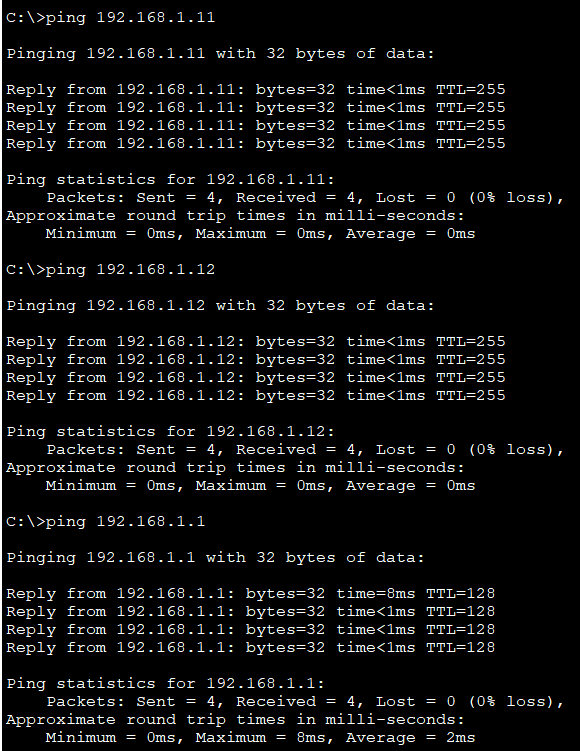 C:\>ping 192.168.1.11
Pinging 192.168.1.11 with 32 bytes of data:
Reply from 192.168.1.11: bytes=32 time<1ms TTL=255
Reply from 192.168.1.11: bytes=32 time<1ms TTL=255
Reply from 192.168.1.11: bytes=32 time<1ms TTL=255
Reply from 192.168.1.11: bytes=32 time<1ms TTL=255
Ping statistics for 192.168.1.11:
    Packets: Sent = 4, Received = 4, Lost = 0 (0% loss),
Approximate round trip times in milli-seconds:
    Minimum = 0ms, Maximum = 0ms, Average = 0ms
C:\>ping 192.168.1.12
Pinging 192.168.1.12 with 32 bytes of data:
Reply from 192.168.1.12: bytes=32 time<1ms TTL=255
Reply from 192.168.1.12: bytes=32 time<1ms TTL=255
Reply from 192.168.1.12: bytes=32 time<1ms TTL=255
Reply from 192.168.1.12: bytes=32 time<1ms TTL=255
Ping statistics for 192.168.1.12:
    Packets: Sent = 4, Received = 4, Lost = 0 (0% loss),
Approximate round trip times in milli-seconds:
    Minimum = 0ms, Maximum = 0ms, Average = 0ms
C:\>ping 192.168.1.1
Pinging 192.168.1.1 with 32 bytes of data:
Reply from 192.168.1.1: bytes=32 time=8ms TTL=128
Reply from 192.168.1.1: bytes=32 time<1ms TTL=128
Reply from 192.168.1.1: bytes=32 time<1ms TTL=128
Reply from 192.168.1.1: bytes=32 time<1ms TTL=128
Ping statistics for 192.168.1.1:
    Packets: Sent = 4, Received = 4, Lost = 0 (0% loss),
Approximate round trip times in milli-seconds:
    Minimum = 0ms, Maximum = 8ms, Average = 2ms